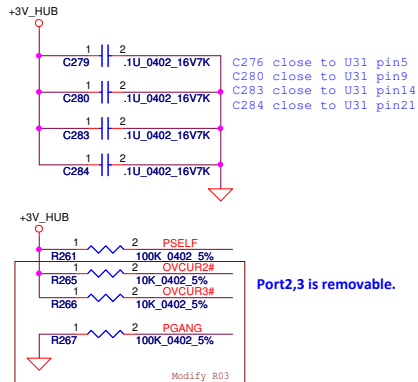 +3V_HUB
1 2
C279 .1U_0402_16V7K
C276 close to U31 pin5
1 2
C280 .1U_0402_16V7K
C280 close to U31 pin9
1 2
C283 .1U_0402_16V7K
C283 close to U31 pin14
1 2
C284 .1U_0402_16V7K
C284 close to U31 pin21
+3V_HUB
1 2 PSELF
R261 100K_0402_5%
1 2 OVCUR2#
R265 10K_0402_5%
1 2 OVCUR3#
R266 10K_0402_5%
Port2,3 is removable.
1 2 PGANG
R267 100K_0402_5%
Modify R03